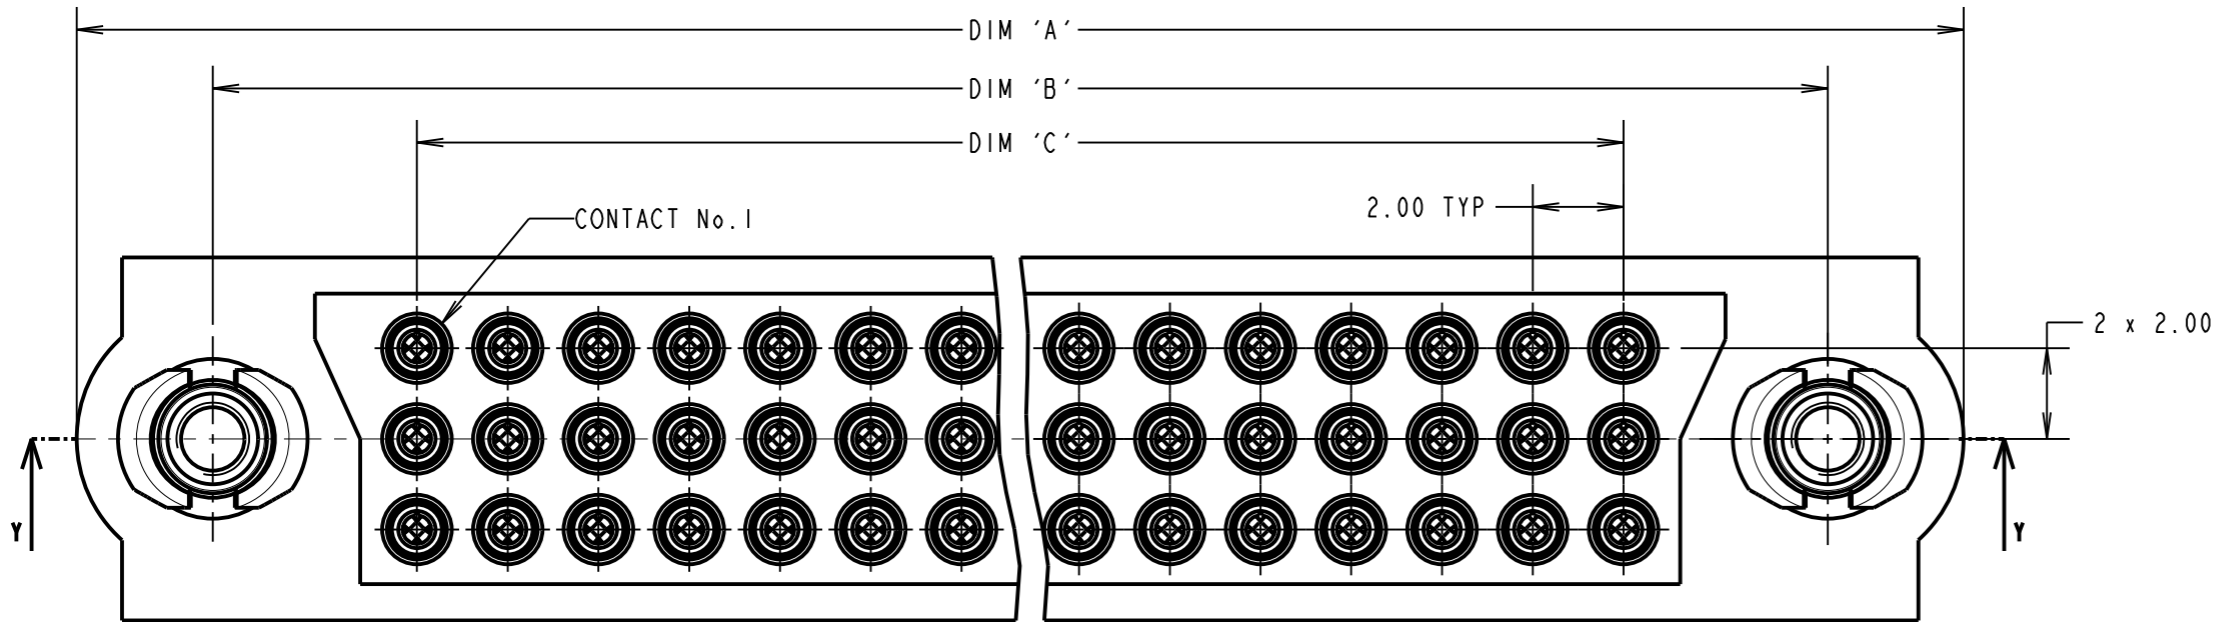 DIM 'A'
DIM 'B'
DIM 'C'
2.00 TYP
CONTACT No.1
2 x 2.00
Y
Y